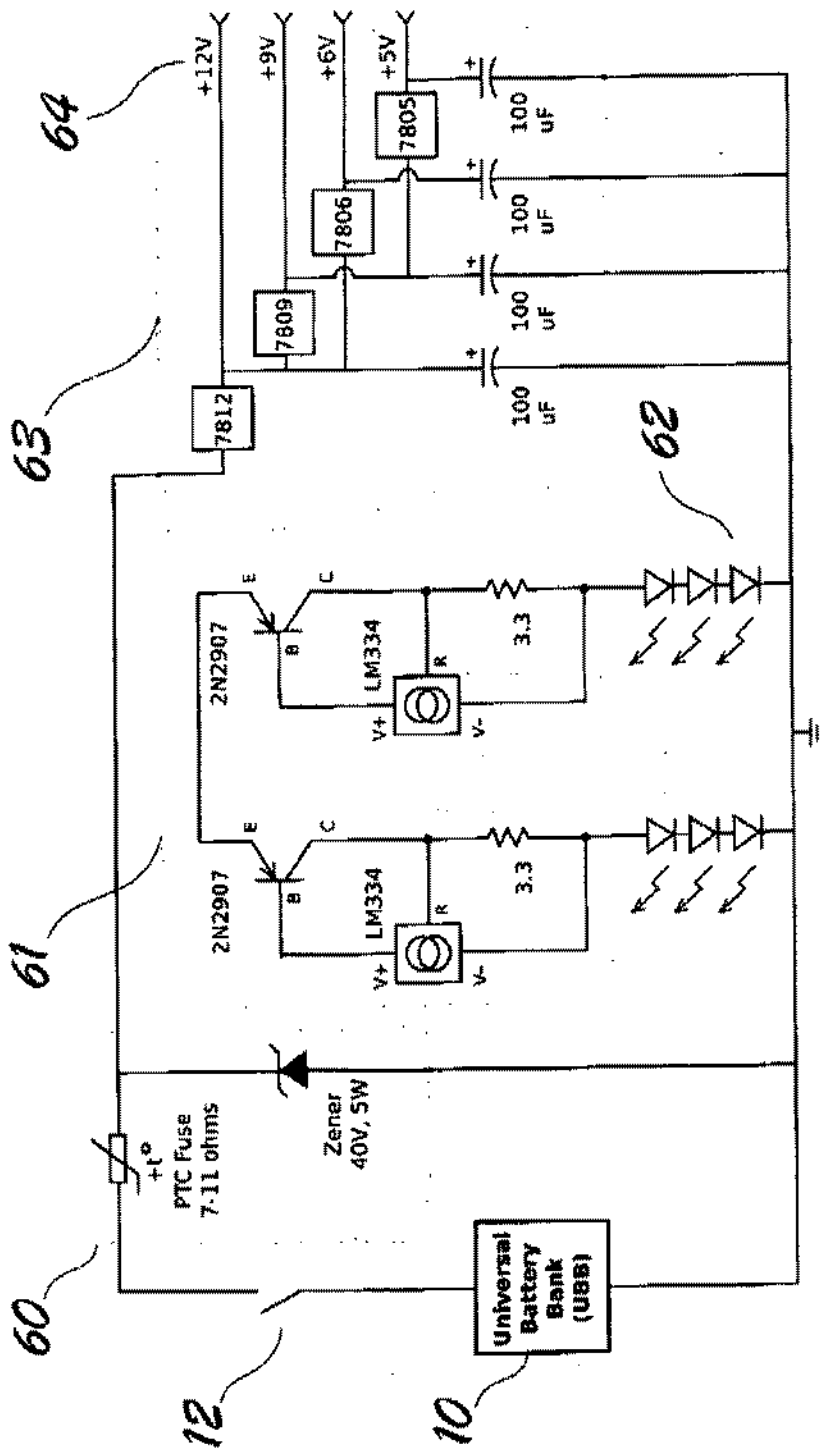 64
+12V
+9V
+6V
+5V
7805
7806
7809
7812
100
uF
100
uF
100
uF
100
uF
63
62
61
2N2907
E
C
B
LM334
V+
R
V-
3.3
2N2907
E
C
B
LM334
V+
R
V-
3.3
60
+t°
PTC Fuse
7-11 ohms
Zener
40V, 5W
12
10
Universal
Battery
Bank
(UBB)